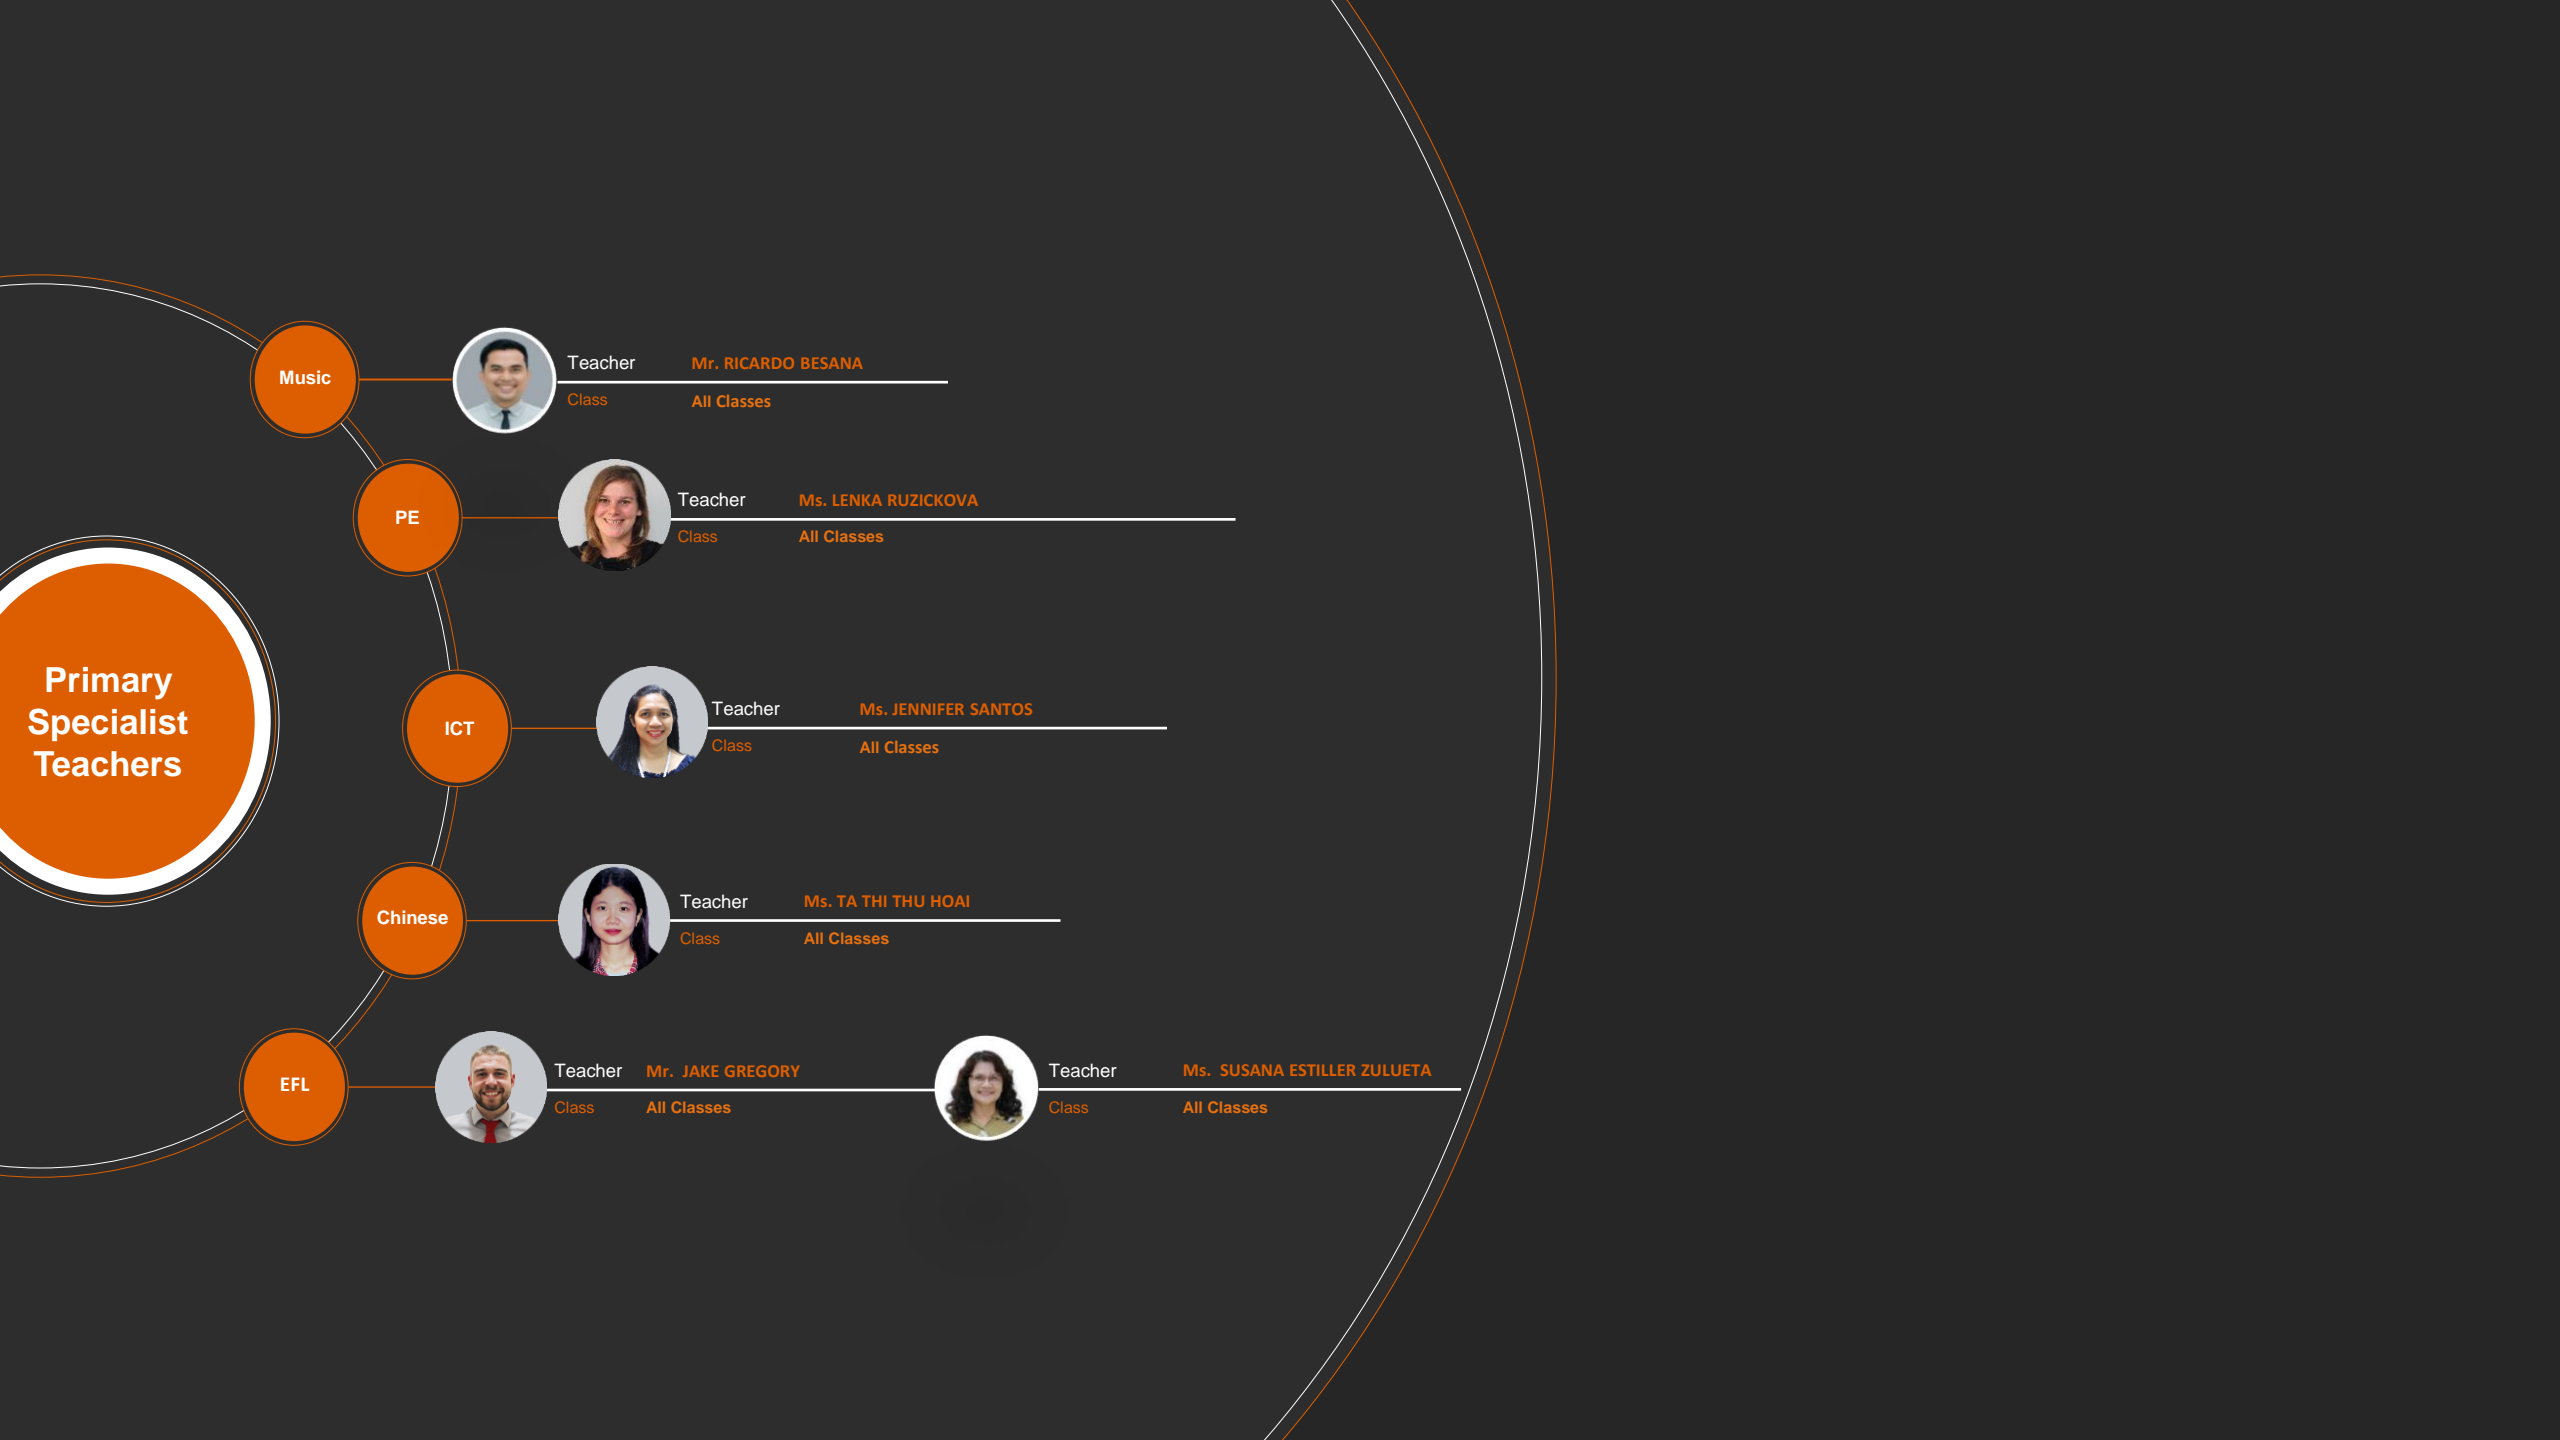 Music
Teacher Mr. RICARDO BESANA
Class All Classes
PE
Teacher Ms. LENKA RUZICKOVA
Class All Classes
Primary
Specialist
Teachers
ICT
Teacher Ms. JENNIFER SANTOS
Class All Classes
Chinese
Teacher Ms. TA THI THU HOAI
Class All Classes
EFL
Teacher Mr. JAKE GREGORY
Class All Classes
Teacher Ms. SUSANA ESTILLER ZULUETA
Class All Classes